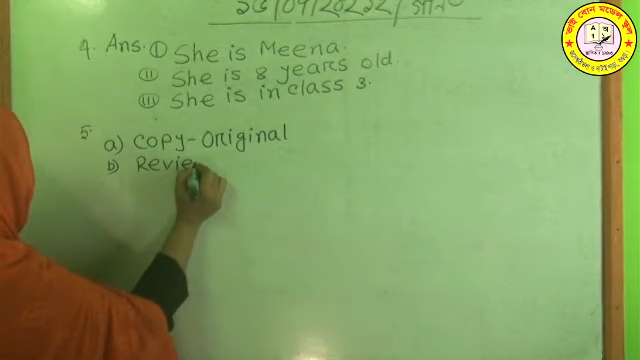 4. Ans. (i) She is Meena.
(ii) She is 8 years old.
(iii) She is in class 3.
5. a) Copy-Original
b) Revie